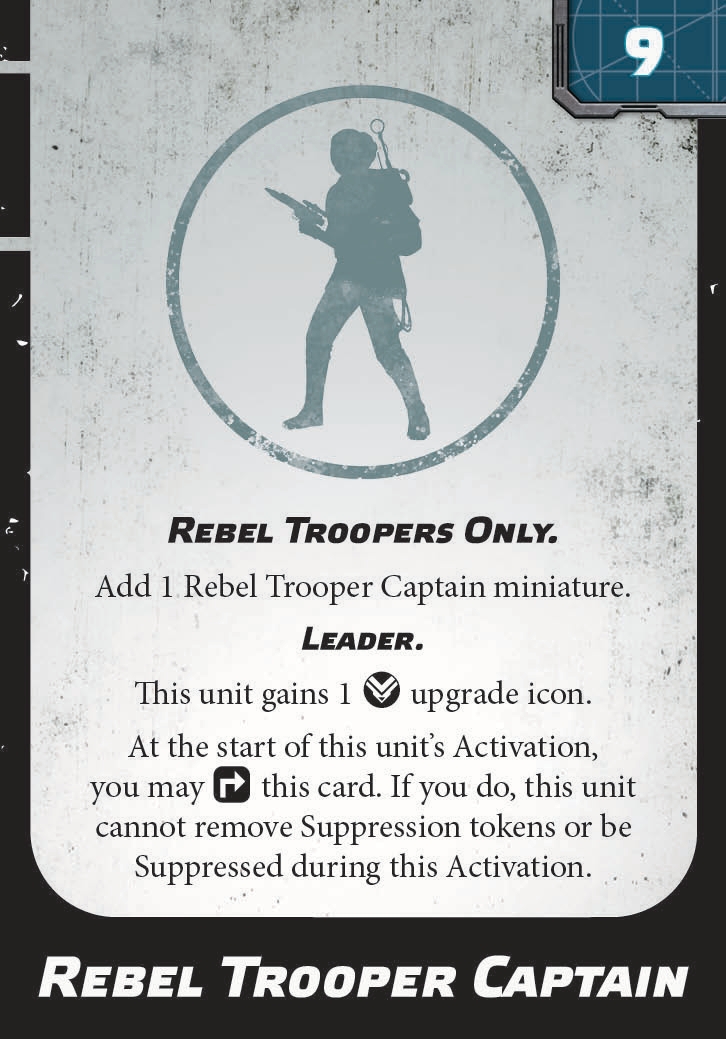 9
Rebel Troopers Only.
Add 1 Rebel Trooper Captain miniature.
Leader.
This unit gains 1 upgrade icon.
At the start of this unit's Activation,
you may this card. If you do, this unit
cannot remove Suppression tokens or be
Suppressed during this Activation.
Rebel Trooper Captain